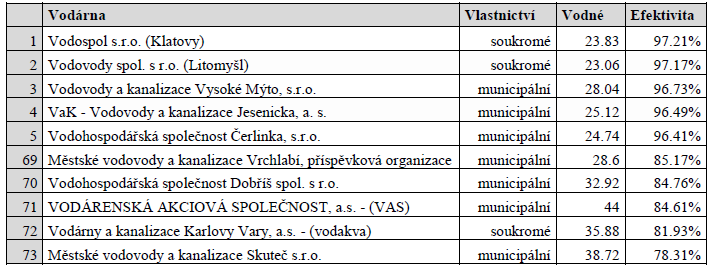 Vodárna Vlastnictví Vodné Efektivita
1 Vodospol s.r.o. (Klatovy) soukromé 23.83 97.21%
2 Vodovody spol. s r.o. (Litomyšl) soukromé 23.06 97.17%
3 Vodovody a kanalizace Vysoké Mýto, s.r.o. municipální 28.04 96.73%
4 VaK - Vodovody a kanalizace Jesenicka, a. s. municipální 25.12 96.49%
5 Vodohospodářská společnost Čerlinka, s.r.o. municipální 24.74 96.41%
69 Městské vodovody a kanalizace Vrchlabí, příspěvková organizace municipální 28.6 85.17%
70 Vodohospodářská společnost Dobříš spol. s r.o. municipální 32.92 84.76%
71 VODÁRENSKÁ AKCIOVÁ SPOLEČNOST, a.s. - (VAS) municipální 44 84.61%
72 Vodárny a kanalizace Karlovy Vary, a.s. - (vodakva) soukromé 35.88 81.93%
73 Městské vodovody a kanalizace Skuteč s.r.o. municipální 38.72 78.31%